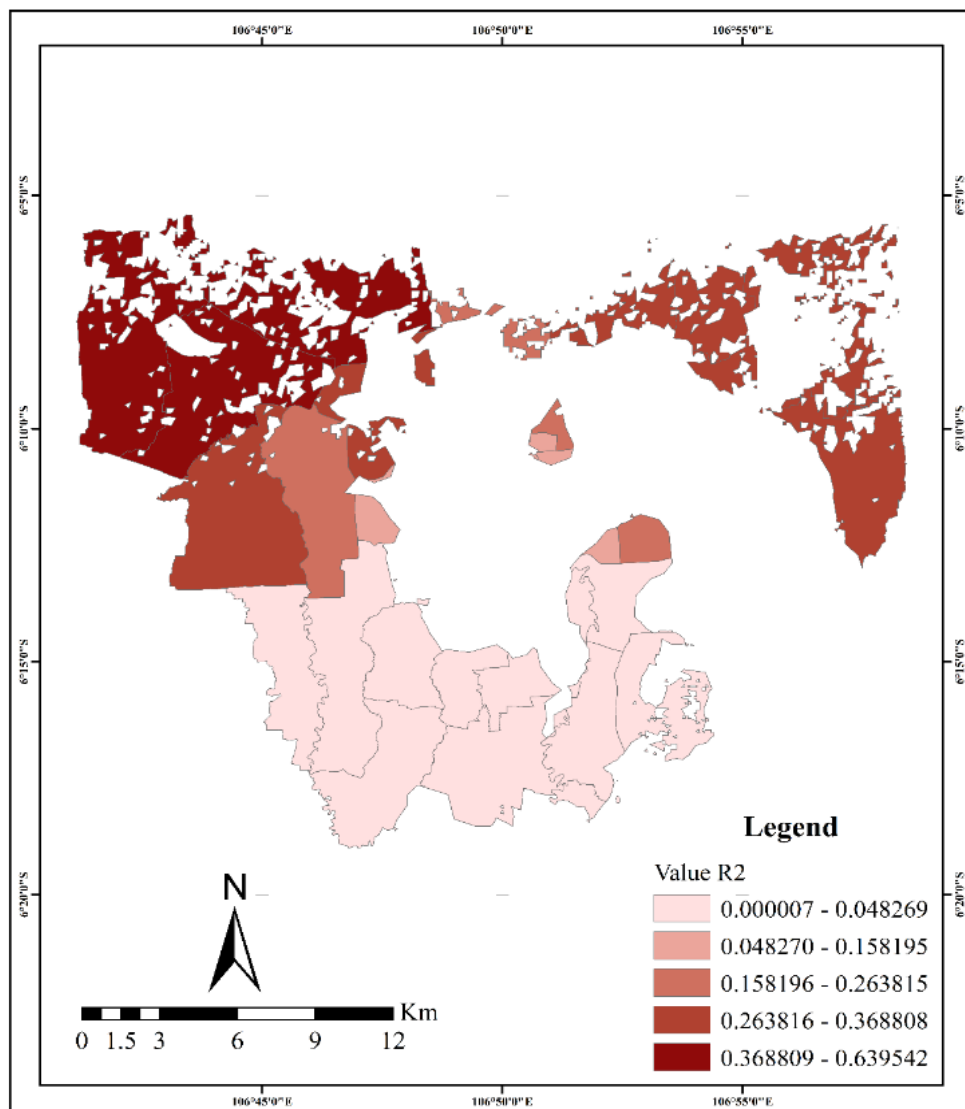 106°45'0"E 106°50'0"E 106°55'0"E
6°5'0"S 6°5'0"S
6°10'0"S 6°10'0"S
6°15'0"S 6°15'0"S
Legend
Value R2
6°20'0"S 6°20'0"S
N
0.000007 - 0.048269
0.048270 - 0.158195
0.158196 - 0.263815
0.263816 - 0.368808
0.368809 - 0.639542
Km
0 1.5 3 6 9 12
106°45'0"E 106°50'0"E 106°55'0"E